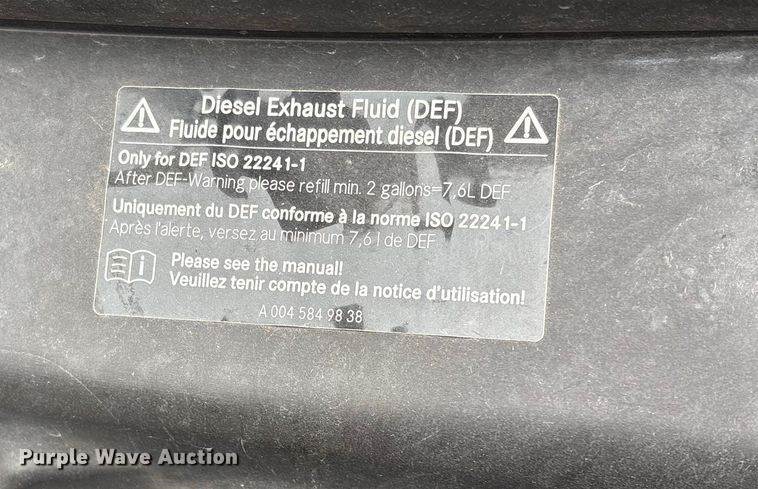 Diesel Exhaust Fluid (DEF)
Fluide pour échappement diesel (DEF)
Only for DEF ISO 22241-1
After DEF-Warning please refill min. 2 gallons=7,6L DEF
Uniquement du DEF conforme à la norme ISO 22241-1
Après l'alerte, versez au minimum 7,6 l de DEF
Please see the manual!
Veuillez tenir compte de la notice d'utilisation!
A 004 584 98 38
Purple Wave Auction